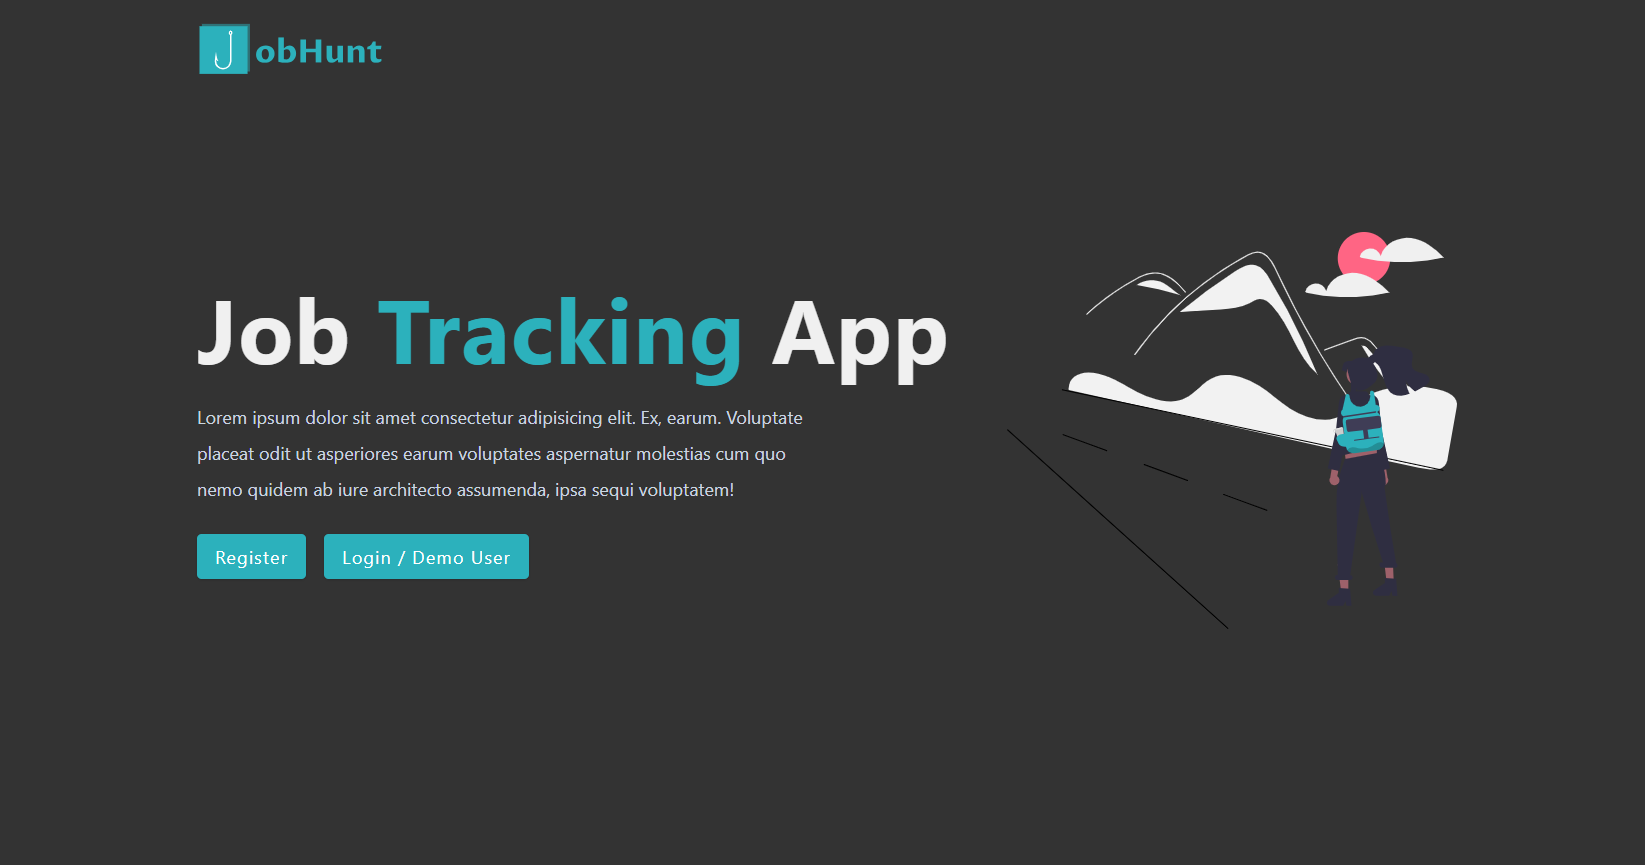 JobHunt
Job Tracking App
Lorem ipsum dolor sit amet consectetur adipisicing elit. Ex, earum. Voluptate
placeat odit ut asperiores earum voluptates aspernatur molestias cum quo
nemo quidem ab iure architecto assumenda, ipsa sequi voluptatem!
Register
Login / Demo User